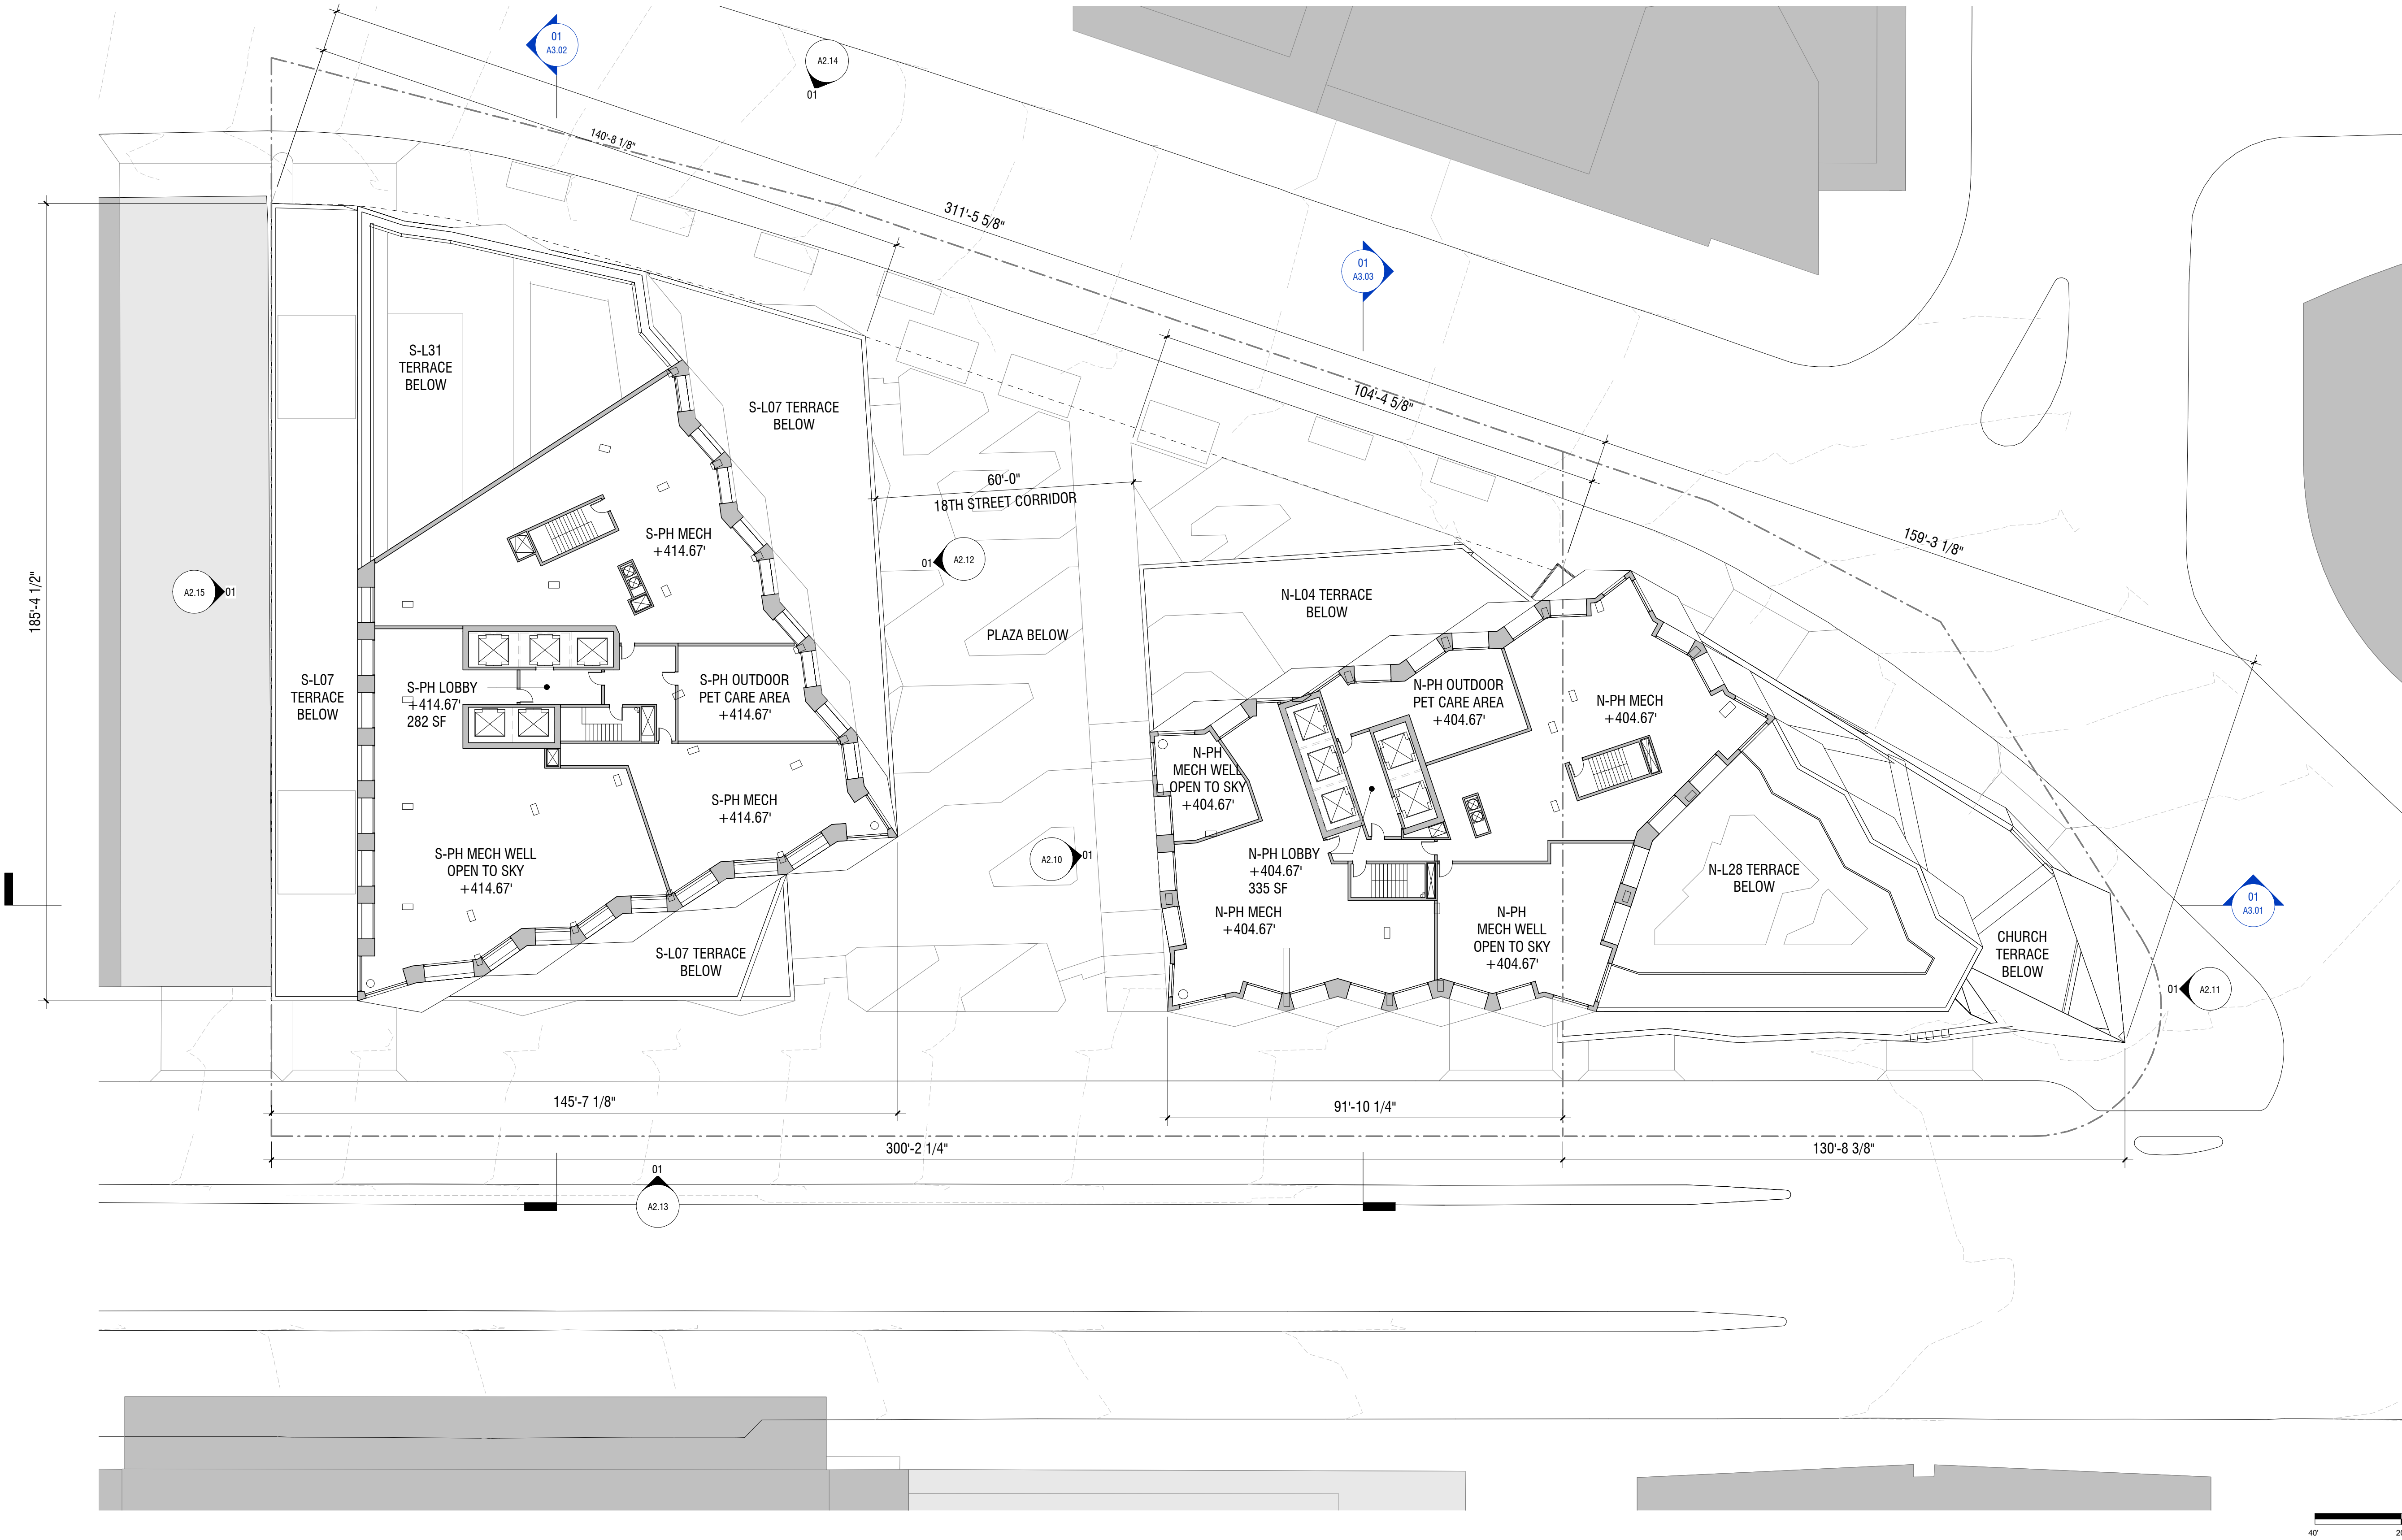 01
A3.02
A2.14
01
140'-8 1/8"
311'-5 5/8"
01
A3.03
S-L31
TERRACE
BELOW
S-L07 TERRACE
BELOW
104'-4 5/8"
60'-0"
18TH STREET CORRIDOR
S-PH MECH
+414.67'
159'-3 1/8"
01
A2.12
A2.15
01
185'-4 1/2"
N-L04 TERRACE
BELOW
PLAZA BELOW
S-L07
TERRACE
BELOW
S-PH LOBBY
+414.67'
282 SF
S-PH OUTDOOR
PET CARE AREA
+414.67'
N-PH OUTDOOR
PET CARE AREA
+404.67'
N-PH MECH
+404.67'
N-PH
MECH WELL
OPEN TO SKY
+404.67'
S-PH MECH
+414.67'
S-PH MECH WELL
OPEN TO SKY
+414.67'
A2.10
01
N-PH LOBBY
+404.67'
335 SF
N-PH MECH
+404.67'
N-L28 TERRACE
BELOW
01
A3.01
N-PH
MECH WELL
OPEN TO SKY
+404.67'
CHURCH
TERRACE
BELOW
S-L07 TERRACE
BELOW
01
A2.11
145'-7 1/8"
91'-10 1/4"
300'-2 1/4"
130'-8 3/8"
01
A2.13
40'